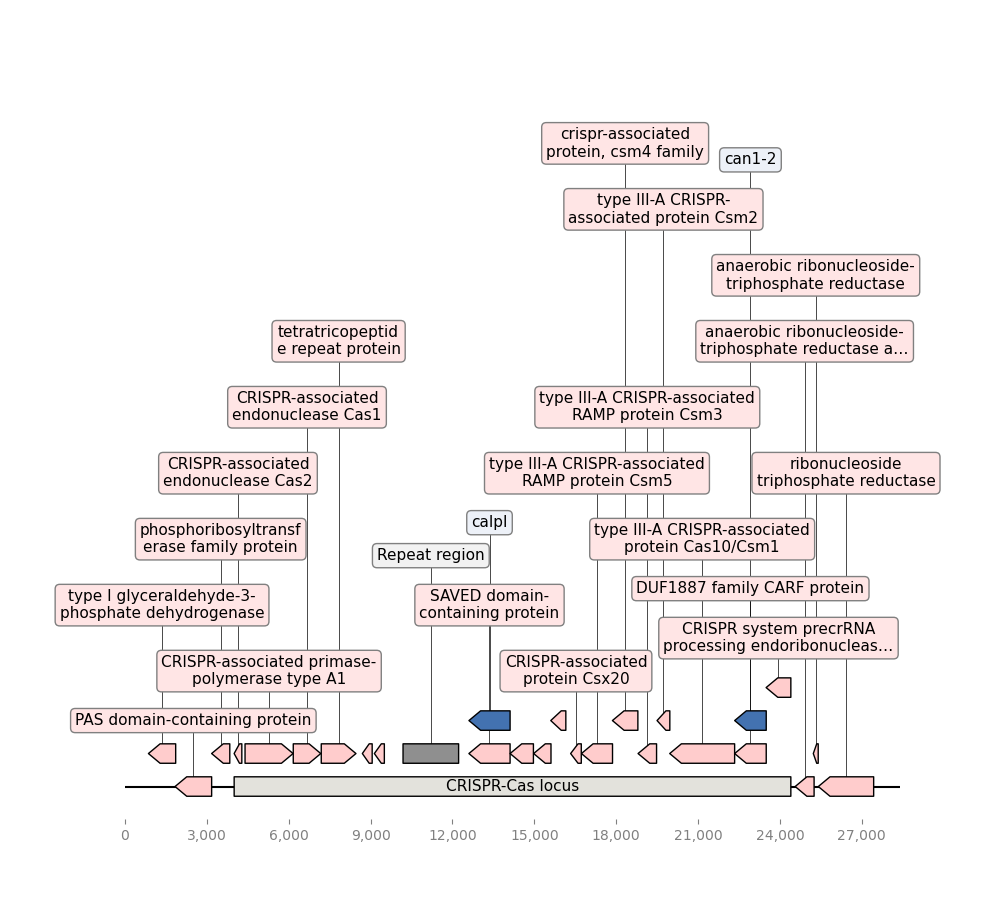 crispr-associated
protein, csm4 family
can1-2
type III-A CRISPR-
associated protein Csm2
anaerobic ribonucleoside-
triphosphate reductase
tetratricopeptid
e repeat protein
anaerobic ribonucleoside-
triphosphate reductase a…
CRISPR-associated
endonuclease Cas1
type III-A CRISPR-associated
RAMP protein Csm3
CRISPR-associated
endonuclease Cas2
type III-A CRISPR-associated
RAMP protein Csm5
ribonucleoside
triphosphate reductase
calpl
phosphoribosyltransf
erase family protein
Repeat region
type III-A CRISPR-associated
protein Cas10/Csm1
type I glyceraldehyde-3-
phosphate dehydrogenase
SAVED domain-
containing protein
DUF1887 family CARF protein
CRISPR system precrRNA
processing endoribonucleas…
CRISPR-associated primase-
polymerase type A1
CRISPR-associated
protein Csx20
PAS domain-containing protein
CRISPR-Cas locus
0 3,000 6,000 9,000 12,000 15,000 18,000 21,000 24,000 27,000